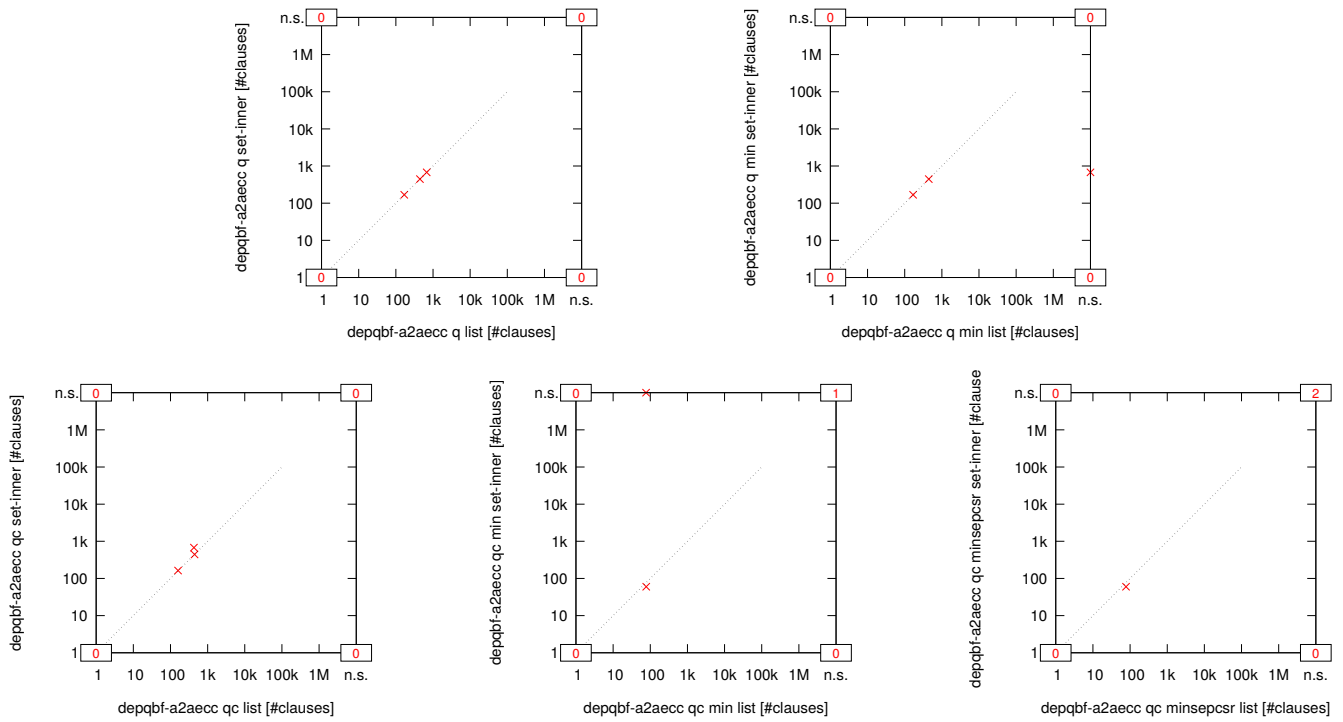 n.s. 0 0
1M
100k
10k
1k
100
10
1 0 0
1 10 100 1k 10k 100k 1M n.s.
depqbf-a2aecc q set-inner [#clauses]
depqbf-a2aecc q list [#clauses]
n.s. 0 0
1M
100k
10k
1k
100
10
1 0 0
1 10 100 1k 10k 100k 1M n.s.
depqbf-a2aecc q min set-inner [#clauses]
depqbf-a2aecc q min list [#clauses]
n.s. 0 0
1M
100k
10k
1k
100
10
1 0 0
1 10 100 1k 10k 100k 1M n.s.
depqbf-a2aecc qc set-inner [#clauses]
depqbf-a2aecc qc list [#clauses]
n.s. 0 1
1M
100k
10k
1k
100
10
1 0 0
1 10 100 1k 10k 100k 1M n.s.
depqbf-a2aecc qc min set-inner [#clauses]
depqbf-a2aecc qc min list [#clauses]
n.s. 0 2
1M
100k
10k
1k
100
10
1 0 0
1 10 100 1k 10k 100k 1M n.s.
depqbf-a2aecc qc minsepcsr set-inner [#clause
depqbf-a2aecc qc minsepcsr list [#clauses]